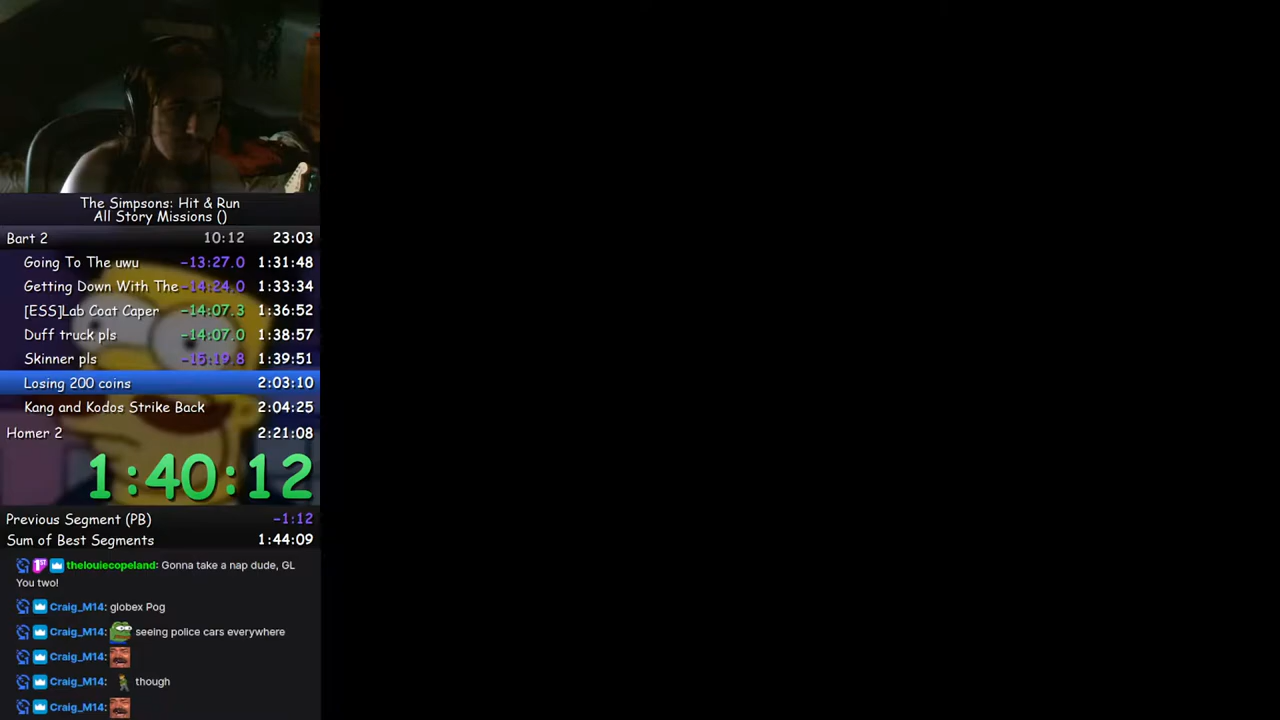 The Simpsons: Hit & Run
All Story Missions ()
Bart 2 10:12 23:03
Going To The uwu -13:27.0 1:31:48
Getting Down With The -14:24.0 1:33:34
[ESS]Lab Coat Caper -14:07.3 1:36:52
Duff truck pls -14:07.0 1:38:57
Skinner pls -15:19.8 1:39:51
Losing 200 coins 2:03:10
Kang and Kodos Strike Back 2:04:25
Homer 2 2:21:08
1:40:12
Previous Segment (PB) -1:12
Sum of Best Segments 1:44:09
1ST thelouiecopeland: Gonna take a nap dude, GL
You two!
Craig_M14: globex Pog
Craig_M14: seeing police cars everywhere
Craig_M14:
Craig_M14: though
Craig_M14: